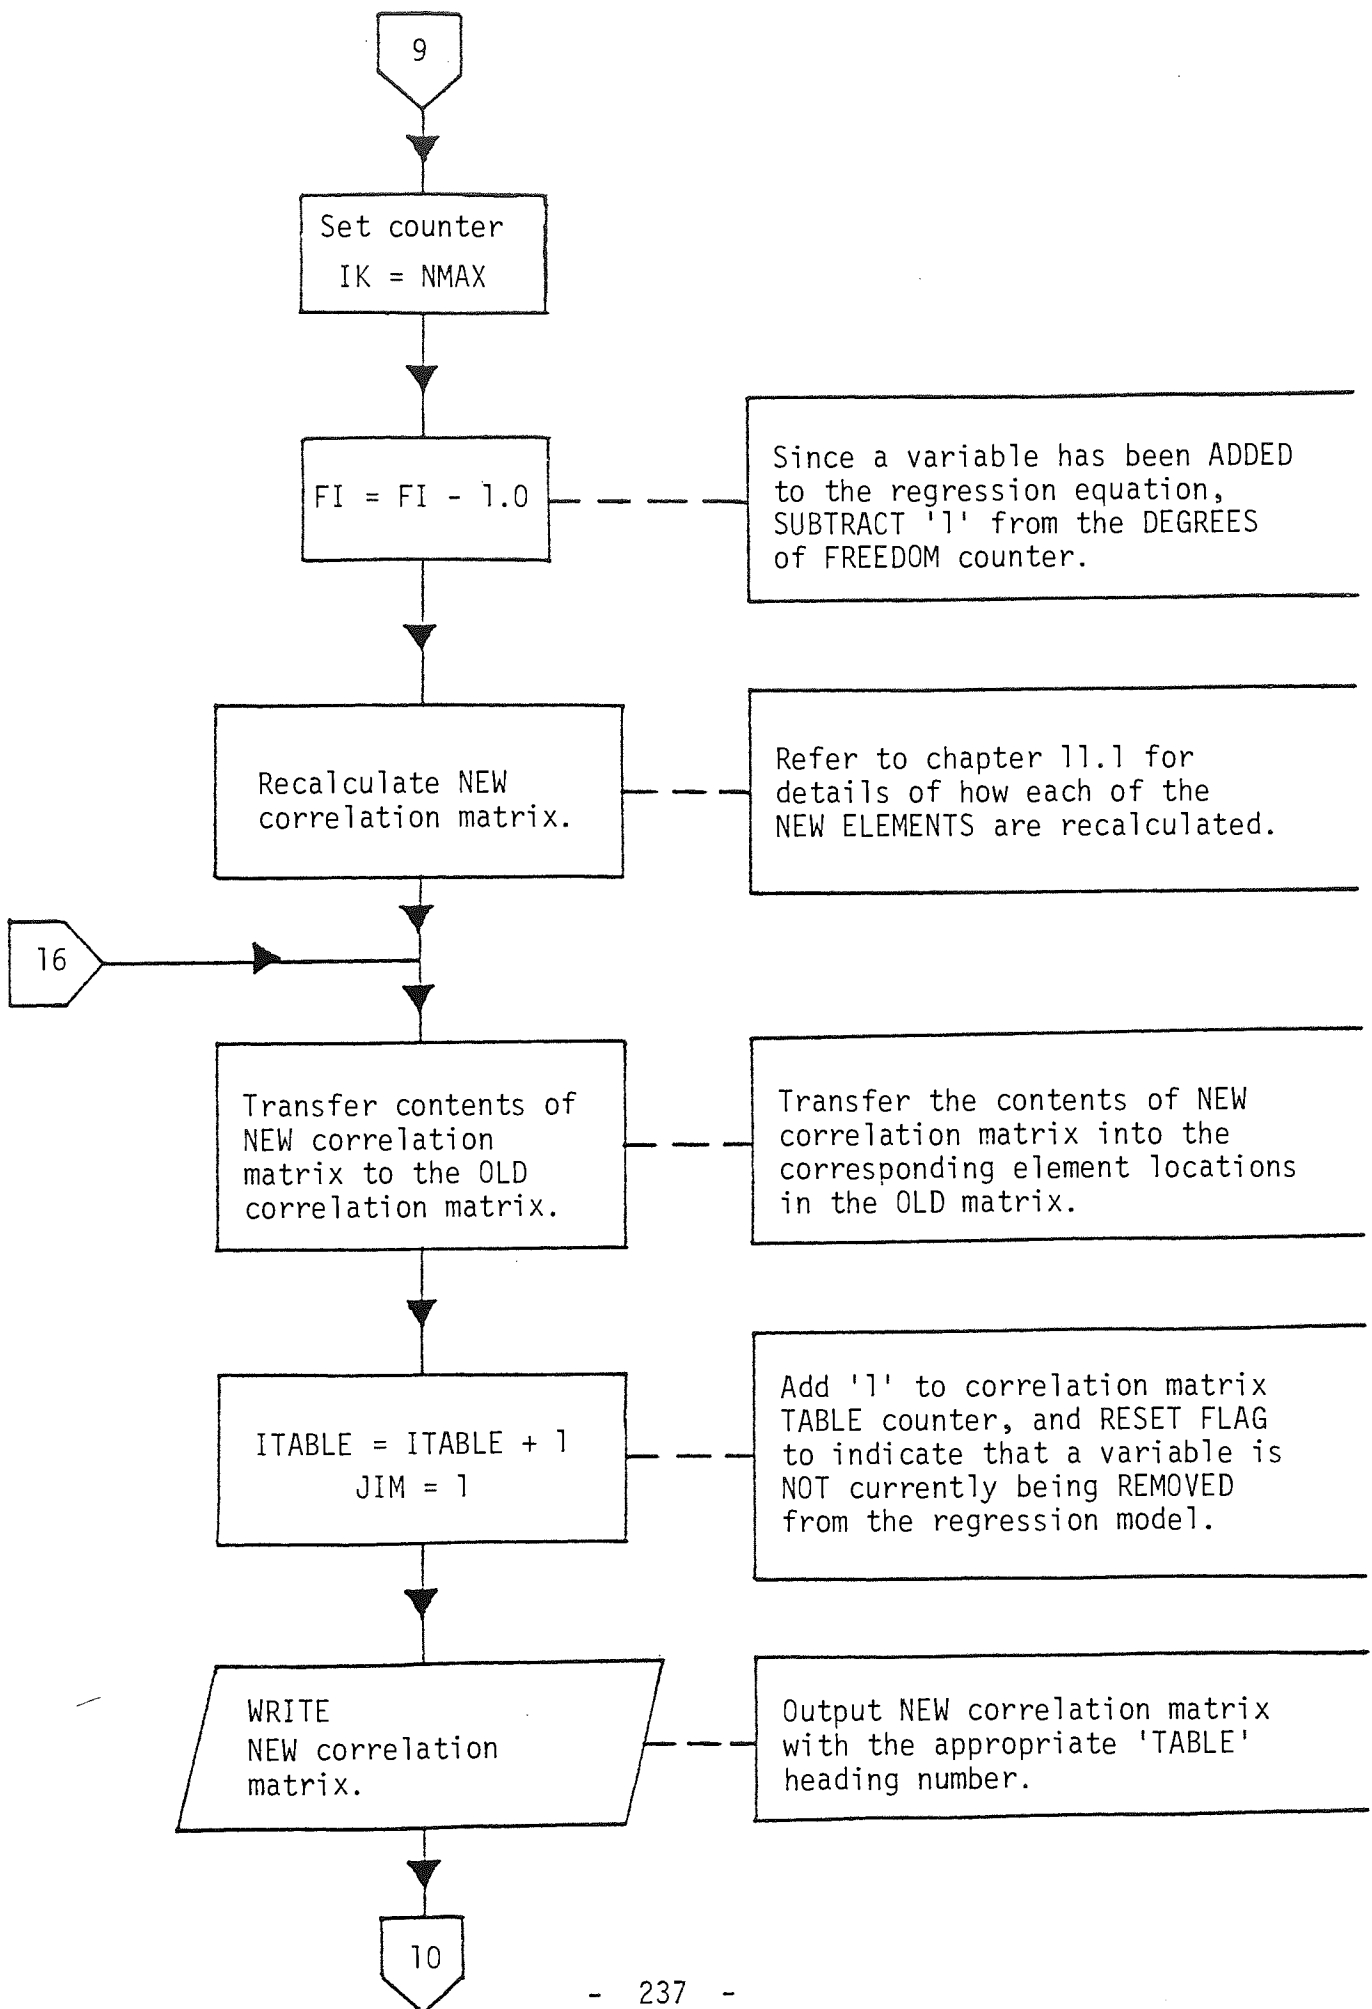 9
Set counter
IK = NMAX
FI = FI - 1.0
Since a variable has been ADDED
to the regression equation,
SUBTRACT '1' from the DEGREES
of FREEDOM counter.
Recalculate NEW
correlation matrix.
Refer to chapter 11.1 for
details of how each of the
NEW ELEMENTS are recalculated.
16
Transfer contents of
NEW correlation
matrix to the OLD
correlation matrix.
Transfer the contents of NEW
correlation matrix into the
corresponding element locations
in the OLD matrix.
ITABLE = ITABLE + 1
JIM = 1
Add '1' to correlation matrix
TABLE counter, and RESET FLAG
to indicate that a variable is
NOT currently being REMOVED
from the regression model.
WRITE
NEW correlation
matrix.
Output NEW correlation matrix
with the appropriate 'TABLE'
heading number.
10
- 237 -